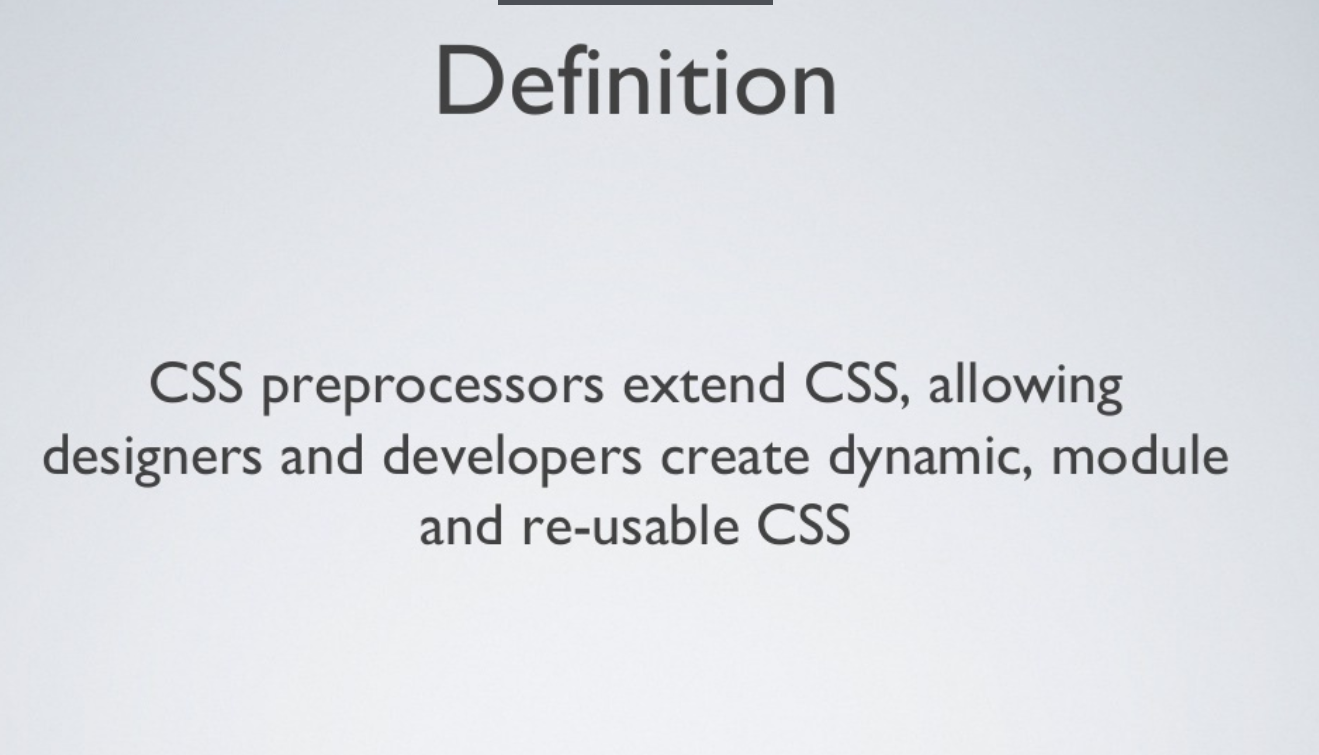 Definition
CSS preprocessors extend CSS, allowing
designers and developers create dynamic, module
and re-usable CSS